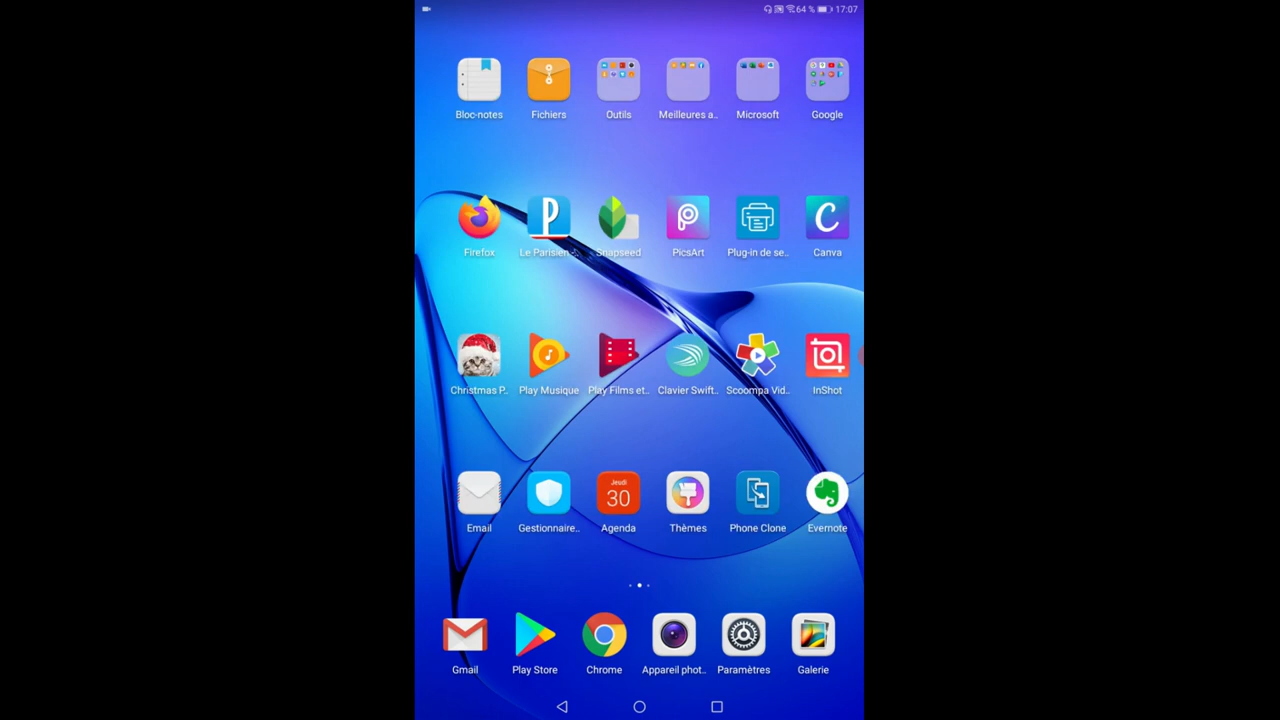 64 % 17:07
Bloc-notes Fichiers Outils Meilleures a.. Microsoft Google
Firefox Le Parisien Snapseed PicsArt Plug-in de se.. Canva
Christmas P.. Play Musique Play Films et.. Clavier Swift.. Scoompa Vid.. InShot
Jeudi
30
Email Gestionnaire.. Agenda Thèmes Phone Clone Evernote
Gmail Play Store Chrome Appareil phot.. Paramètres Galerie